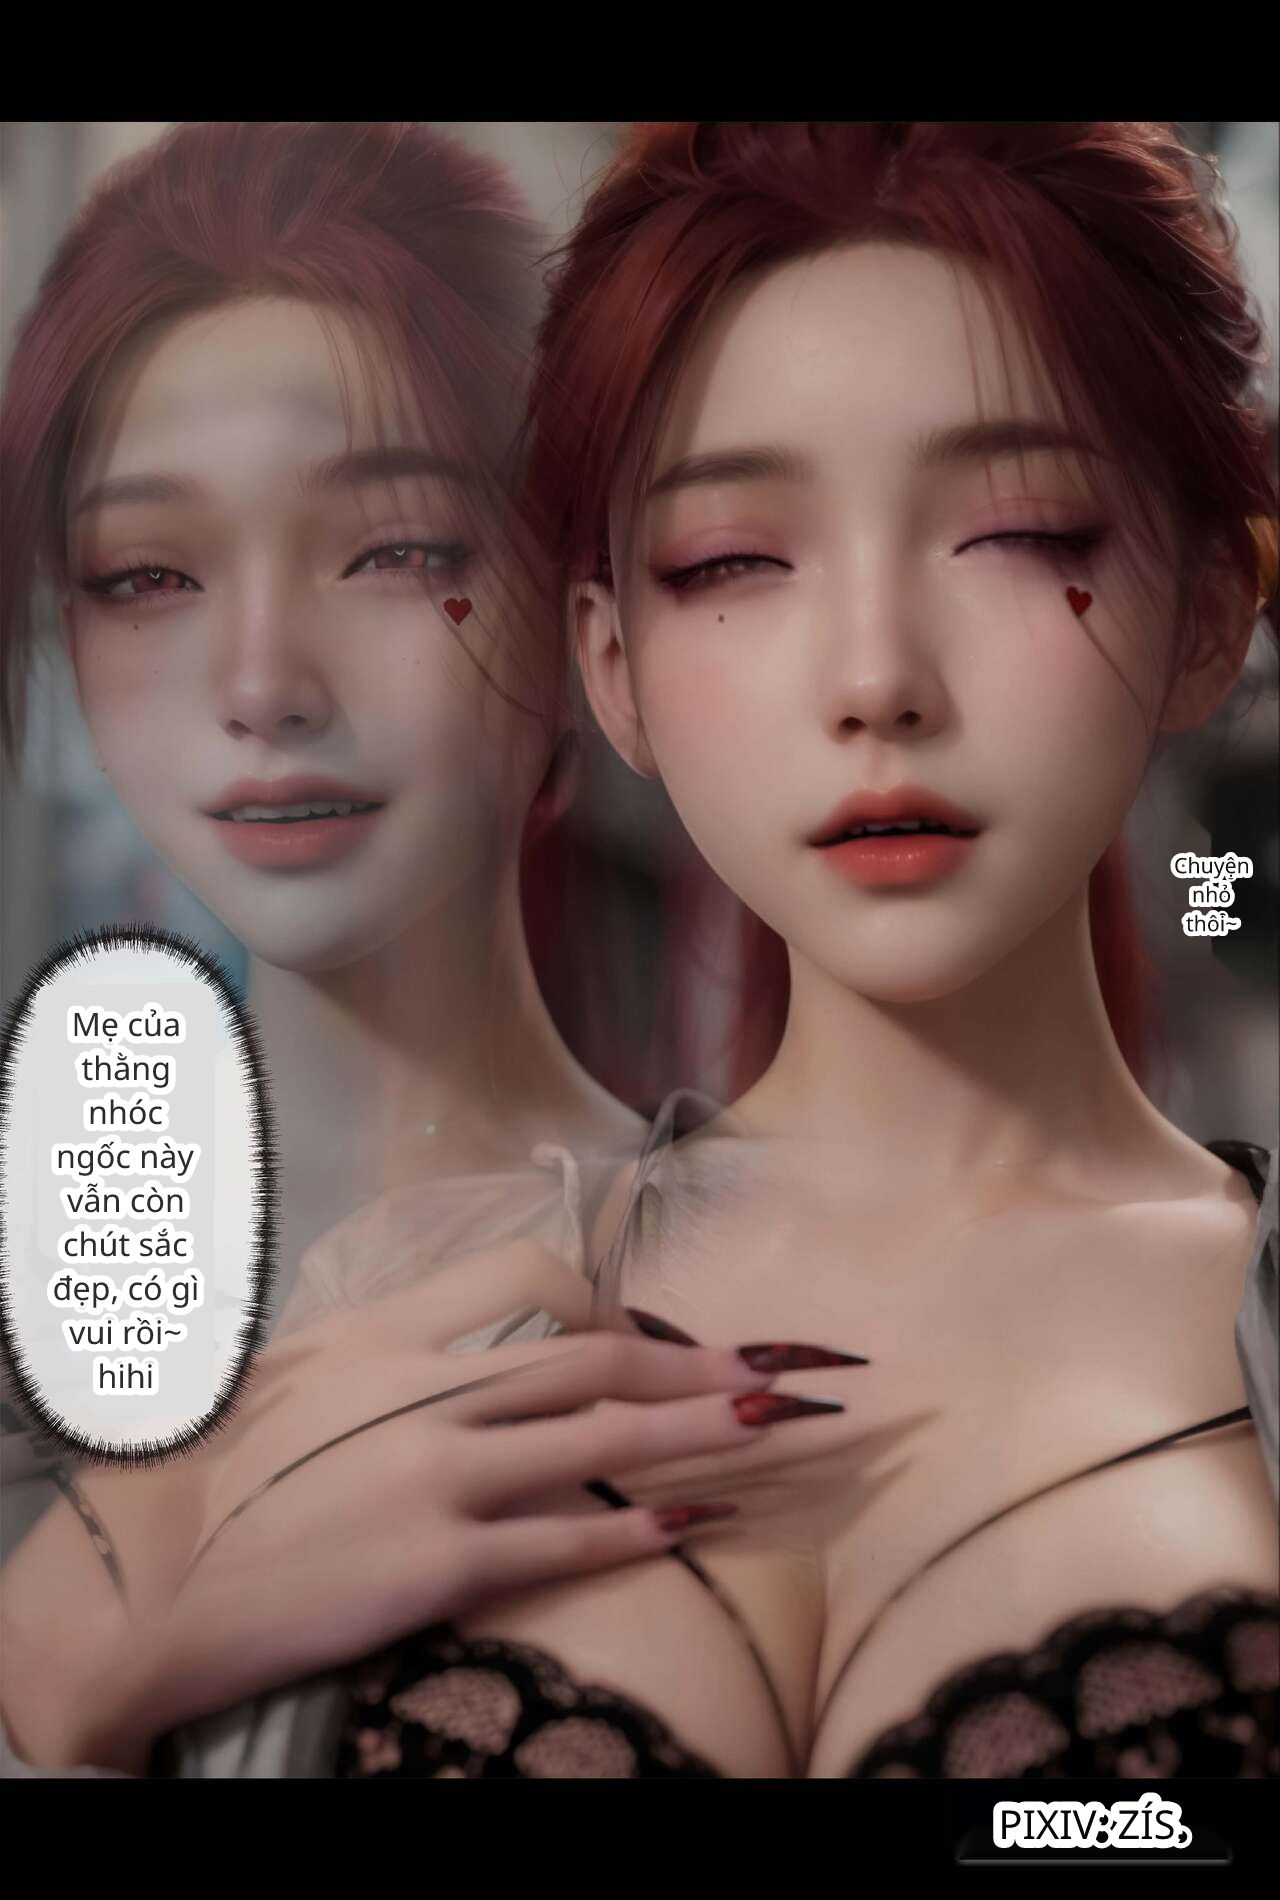 Chuyện
nhỏ
thôi~
Mẹ của
thằng
nhóc
ngốc này
vẫn còn
chút sắc
đẹp, có gì
vui rồi~
hihi
PIXIV:ZÍS,